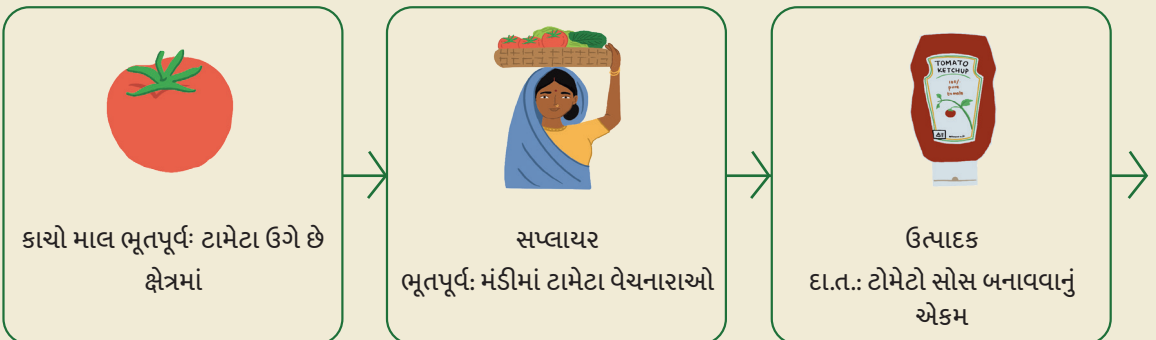 કાચો માલ ભૂતપૂર્વઃ ટામેટા ઉગે છે
ક્ષેત્રમાં
સપ્લાયર
ભૂતપૂર્વ: મંડીમાં ટામેટા વેચનારાઓ
TOMATO
KETCHUP
ઉત્પાદક
દા.ત.: ટોમેટો સોસ બનાવવાનું
એકમ